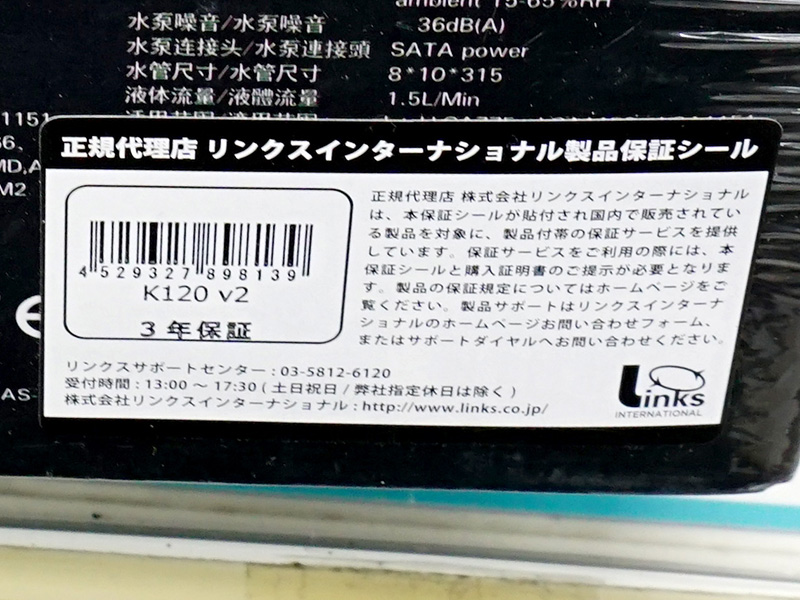 ambient 15-65%RH
水泵噪音/水泵噪音 36dB(A)
水泵连接头/水泵連接頭 SATA power
水管尺寸/水管尺寸 8*10*315
液体流量/液體流量 1.5L/Min
1151
MD,A
M2
正規代理店 リンクスインターナショナル製品保証シール
4529327898139
K120 v2
3年保証
正規代理店 株式会社リンクスインターナショナル
は、本保証シールが貼付され国内で販売されてい
る製品を対象に、製品付帯の保証サービスを提供
しています。保証サービスをご利用の際には、本
保証シールと購入証明書のご提示が必要となりま
す。製品の保証規定についてはホームページをご
覧ください。製品サポートはリンクスインターナ
ショナルのホームページお問い合わせフォーム、
またはサポートダイヤルへお問い合わせください。
リンクスサポートセンター : 03-5812-6120
受付時間 : 13:00 ～ 17:30 ( 土日祝日 / 弊社指定休日は除く )
株式会社リンクスインターナショナル : http://www.links.co.jp/
Links
INTERNATIONAL
AS-